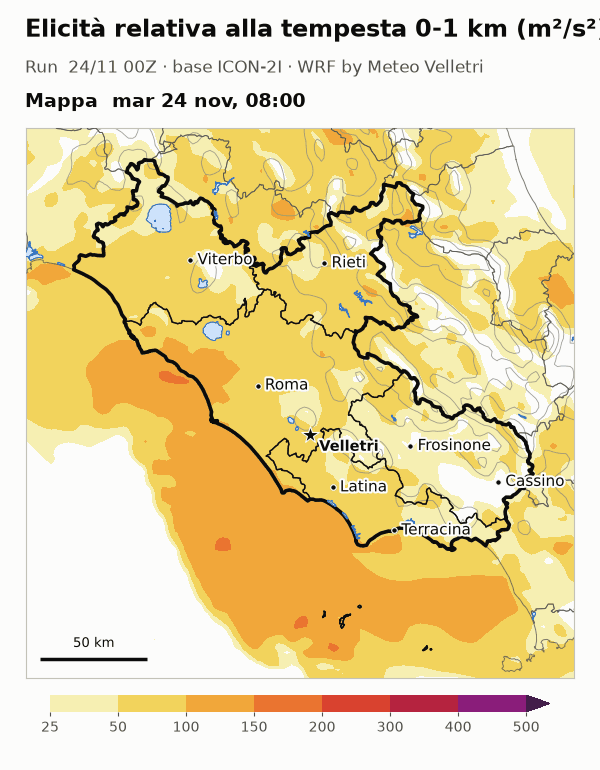 Elicità relativa alla tempesta 0-1 km (m²/s²)
Run 24/11 00Z · base ICON-2I · WRF by Meteo Velletri
Mappa mar 24 nov, 08:00
Viterbo
Rieti
Roma
Velletri
Frosinone
Latina
Cassino
Terracina
50 km
25 50 100 150 200 300 400 500